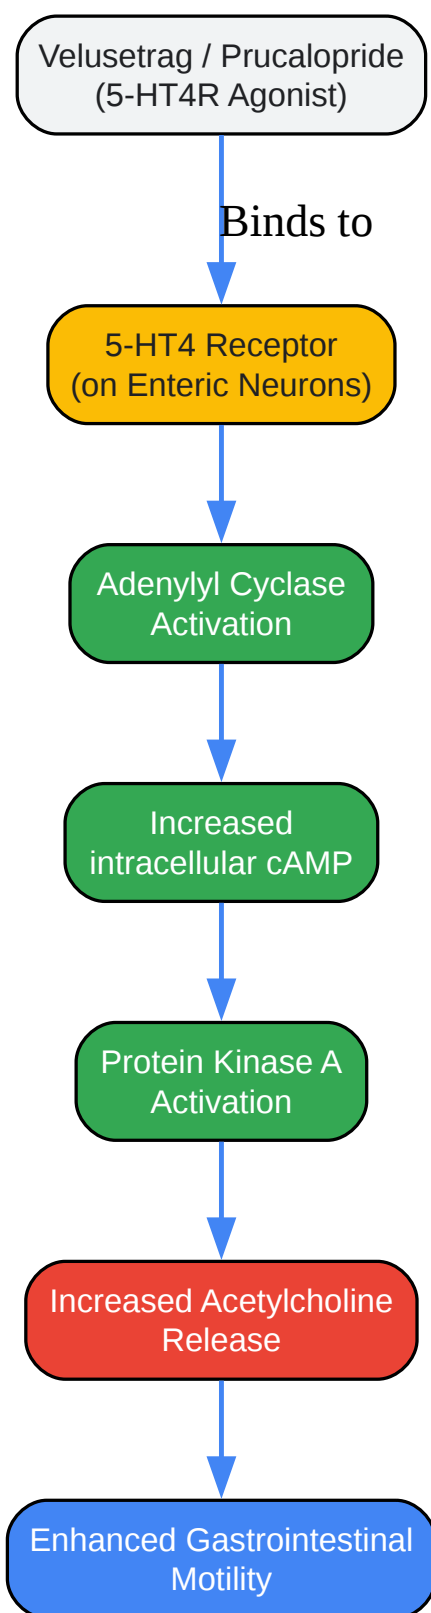 Velusetrag / Prucalopride
(5-HT4R Agonist)
Binds to
5-HT4 Receptor
(on Enteric Neurons)
Adenylyl Cyclase
Activation
Increased
intracellular cAMP
Protein Kinase A
Activation
Increased Acetylcholine
Release
Enhanced Gastrointestinal
Motility